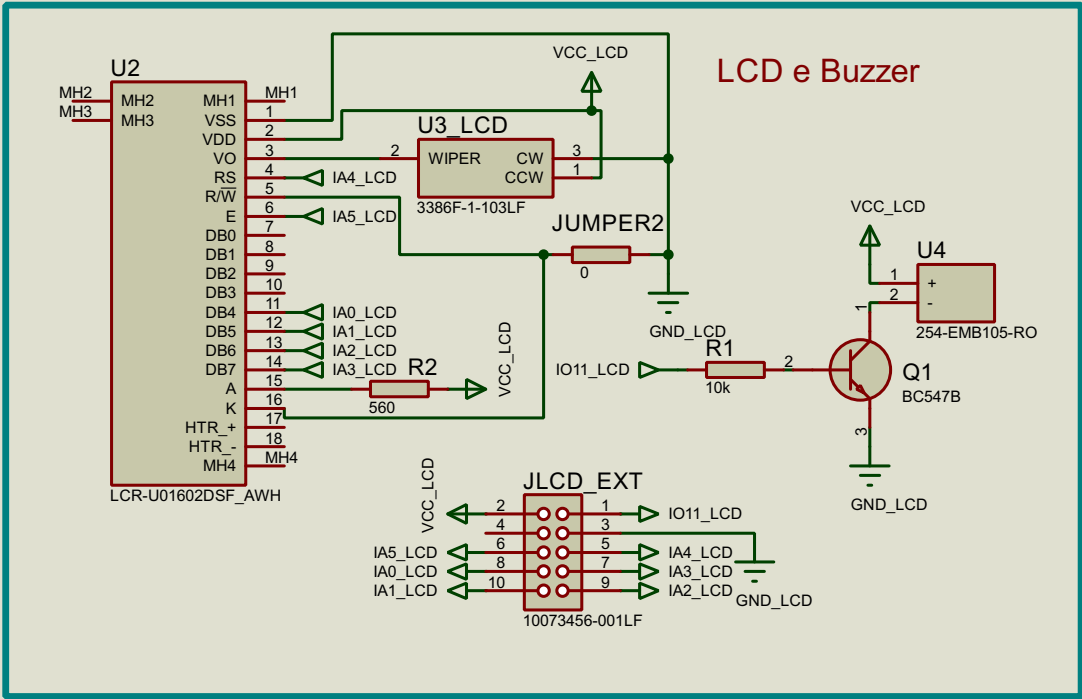 LCD e Buzzer
VCC_LCD
U2
MH2 MH2 MH1 MH1
MH3 MH3 VSS 1
VDD 2
VO 3
RS 4 IA4_LCD
R/W 5
E 6 IA5_LCD
DB0 7
DB1 8
DB2 9
DB3 10
DB4 11 IA0_LCD
DB5 12 IA1_LCD
DB6 13 IA2_LCD
DB7 14 IA3_LCD
A 15
K 16
HTR_+ 17
HTR_- 18
MH4 MH4
LCR-U01602DSF_AWH
U3_LCD
2 WIPER CW 3
CCW 1
3386F-1-103LF
JUMPER2
0
GND_LCD
R2
560
VCC_LCD
VCC_LCD
U4
1 +
2 -
254-EMB105-RO
IO11_LCD
R1
10k
2
1
3
Q1
BC547B
GND_LCD
JLCD_EXT
VCC_LCD 2 1 IO11_LCD
4 3
IA5_LCD 6 5 IA4_LCD
IA0_LCD 8 7 IA3_LCD
IA1_LCD 10 9 IA2_LCD
GND_LCD
10073456-001LF